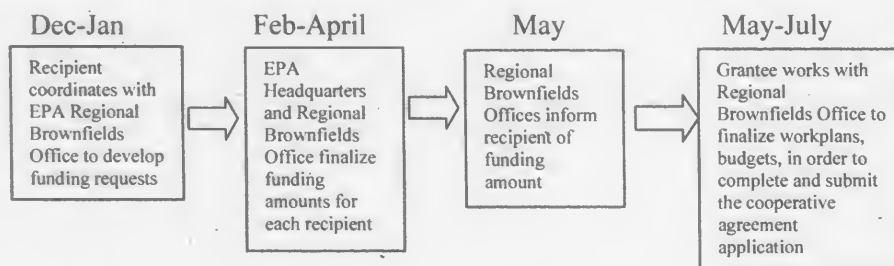 Dec-Jan
Recipient
coordinates with
EPA Regional
Brownfields
Office to develop
funding requests
Feb-April
EPA
Headquarters
and Regional
Brownfields
Office finalize
funding
amounts for
each recipient
May
Regional
Brownfields
Offices inform
recipient of
funding
amount
May-July
Grantee works with
Regional
Brownfields Office to
finalize workplans,
budgets, in order to
complete and submit
the cooperative
agreement
application